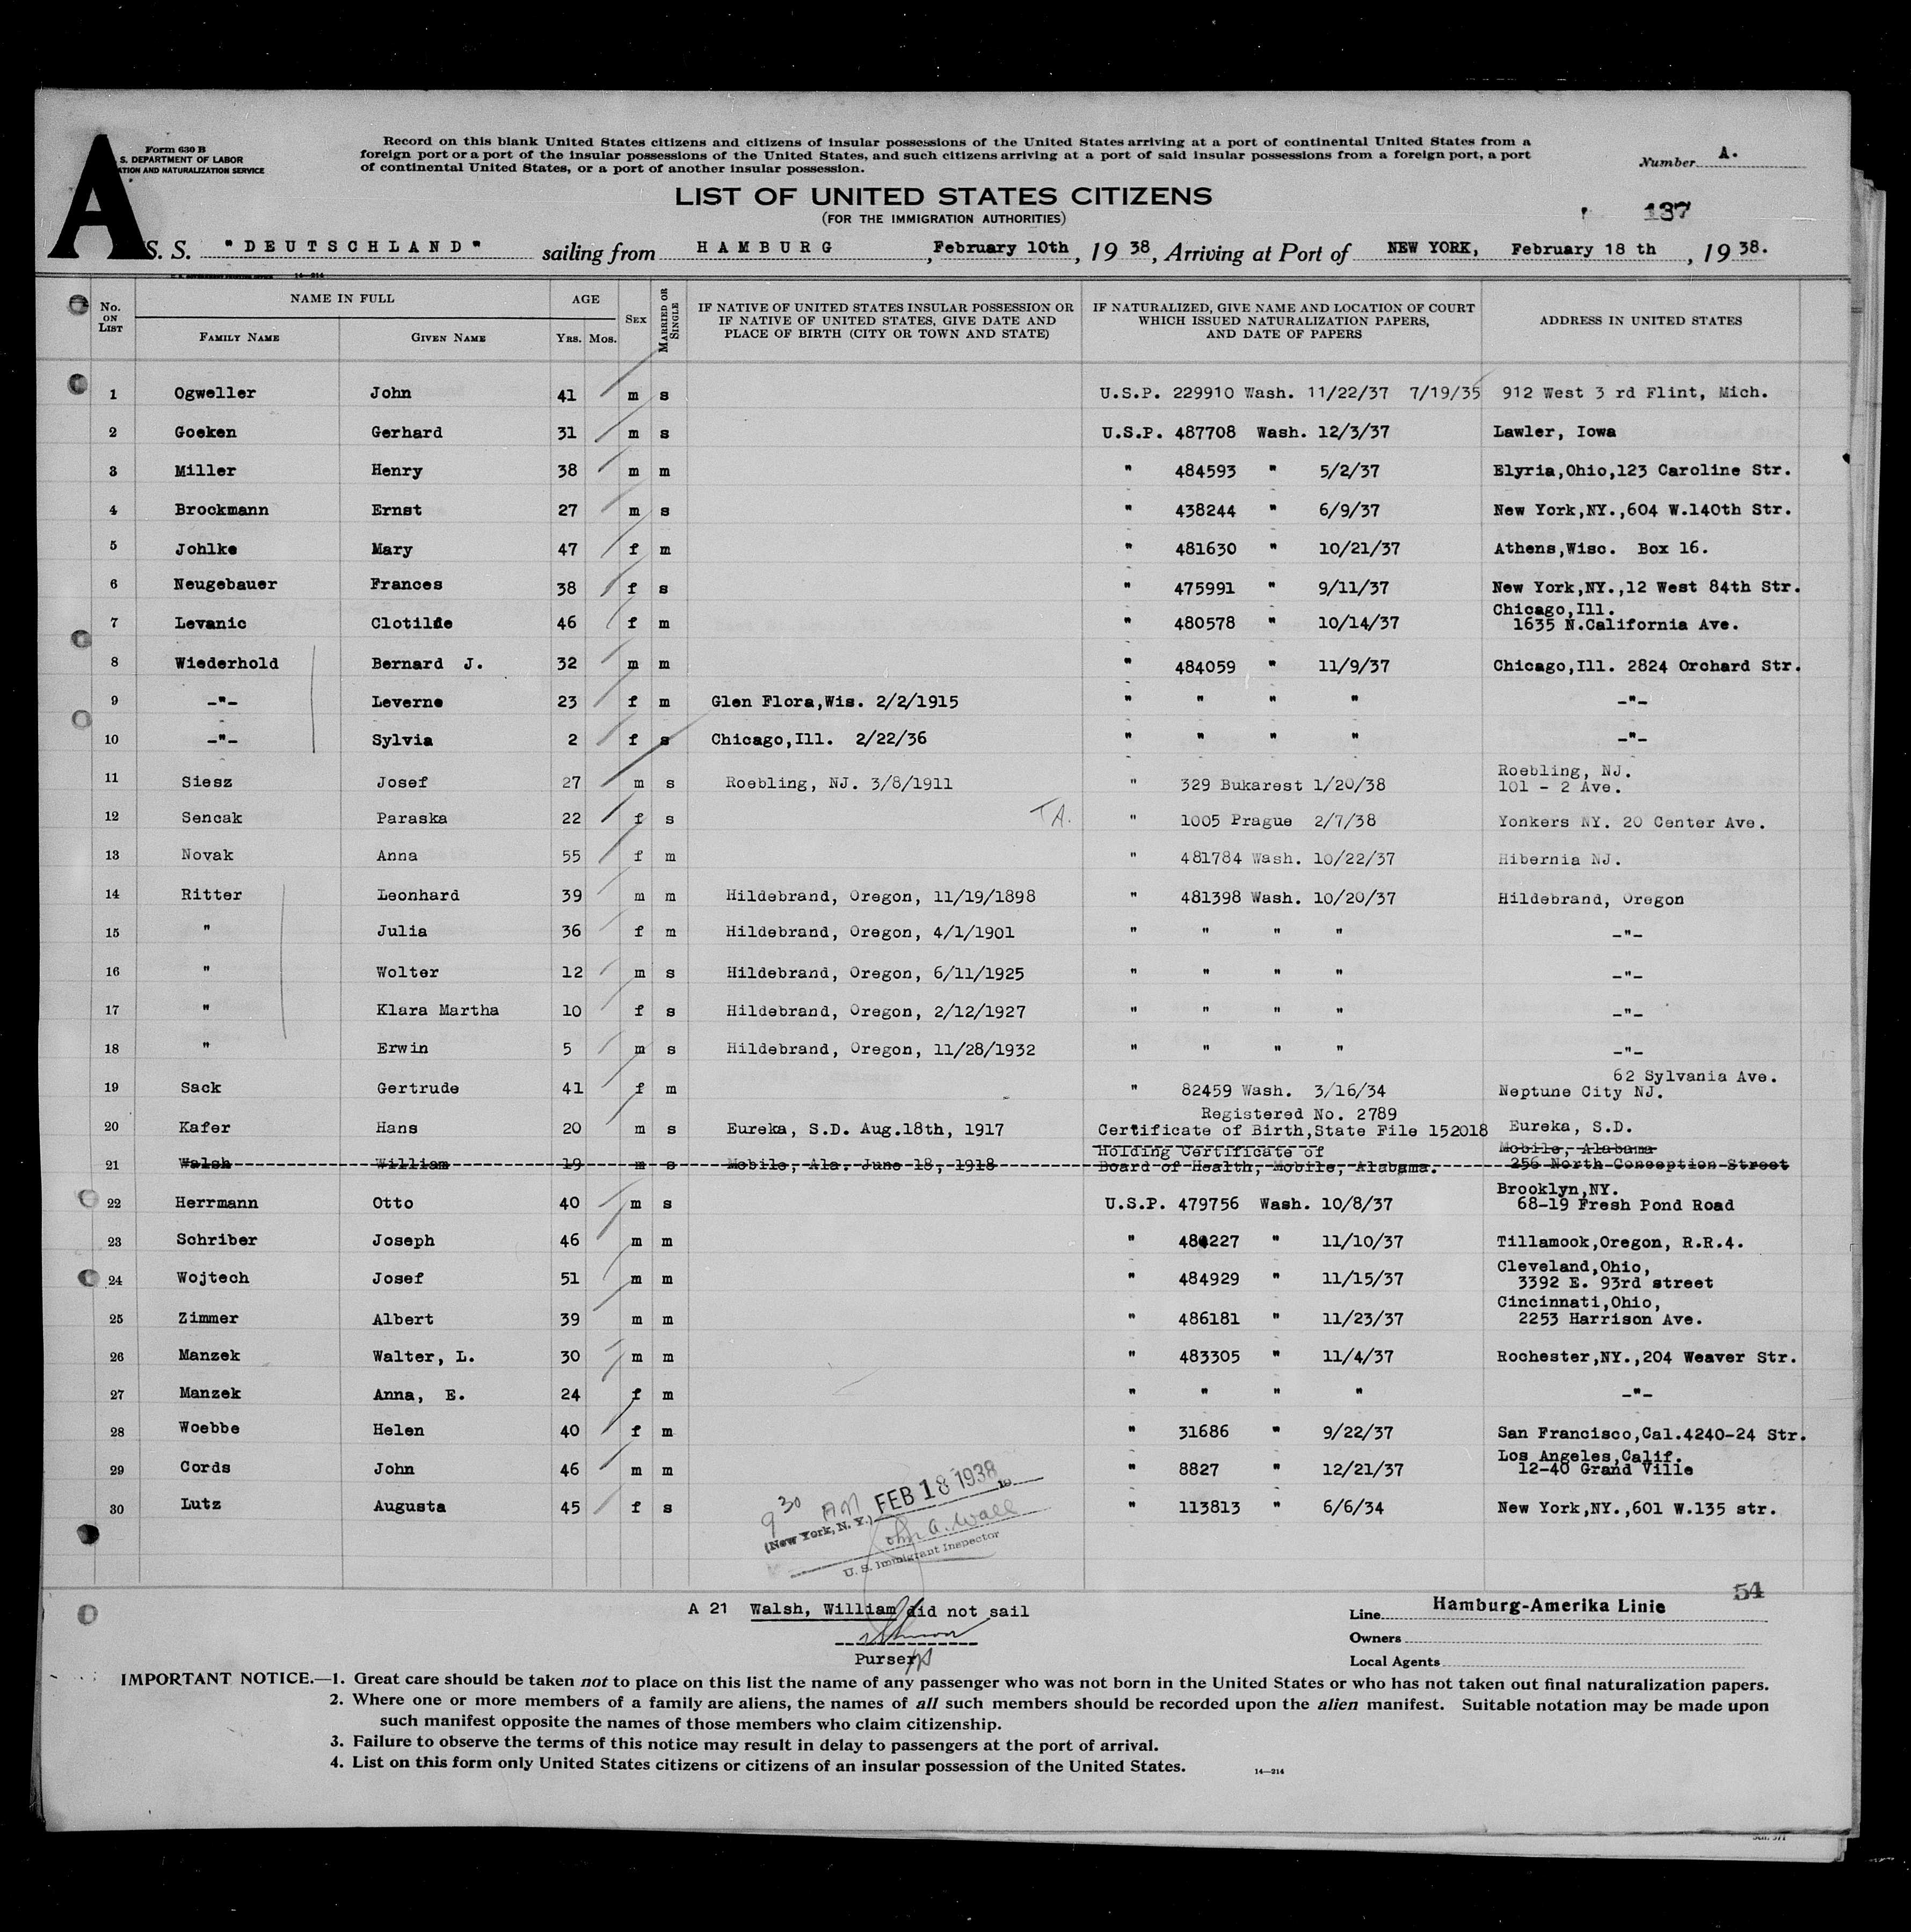 A
Form 630 B
S. DEPARTMENT OF LABOR
ATION AND NATURALIZATION SERVICE
Record on this blank United States citizens and citizens of insular possessions of the United States arriving at a port of continental United States from a
foreign port or a port of the insular possessions of the United States, and such citizens arriving at a port of said insular possessions from a foreign port, a port
of continental United States, or a port of another insular possession.
Number A.
LIST OF UNITED STATES CITIZENS
(FOR THE IMMIGRATION AUTHORITIES)
137
S. S. "DEUTSCHLAND" sailing from HAMBURG, February 10th, 1938, Arriving at Port of NEW YORK, February 18 th, 1938.
14—214
No. ON LIST NAME IN FULL FAMILY NAME GIVEN NAME AGE YRS. MOS. SEX MARRIED OR SINGLE IF NATIVE OF UNITED STATES INSULAR POSSESSION OR IF NATIVE OF UNITED STATES, GIVE DATE AND PLACE OF BIRTH (CITY OR TOWN AND STATE) IF NATURALIZED, GIVE NAME AND LOCATION OF COURT WHICH ISSUED NATURALIZATION PAPERS, AND DATE OF PAPERS ADDRESS IN UNITED STATES
1 Ogweller John 41 m s U.S.P. 229910 Wash. 11/22/37 7/19/35 912 West 3 rd Flint, Mich.
2 Goeken Gerhard 31 m s U.S.P. 487708 Wash. 12/3/37 Lawler, Iowa
3 Miller Henry 38 m m " 484593 " 5/2/37 Elyria,Ohio,123 Caroline Str.
4 Brockmann Ernst 27 m s " 438244 " 6/9/37 New York,NY.,604 W.140th Str.
5 Johlke Mary 47 f m " 481630 " 10/21/37 Athens,Wisc. Box 16.
6 Neugebauer Frances 38 f s " 475991 " 9/11/37 New York,NY.,12 West 84th Str.
7 Levanic Clotilde 46 f m " 480578 " 10/14/37 Chicago,Ill.
1635 N.California Ave.
8 Wiederhold Bernard J. 32 m m " 484059 " 11/9/37 Chicago,Ill. 2824 Orchard Str.
9 -"- Leverne 23 f m Glen Flora,Wis. 2/2/1915 " " " " -"-
10 -"- Sylvia 2 f s Chicago,Ill. 2/22/36 " " " " -"-
11 Siesz Josef 27 m s Roebling, NJ. 3/8/1911 " 329 Bukarest 1/20/38 Roebling, NJ.
101 - 2 Ave.
12 Sencak Paraska 22 f s T A. " 1005 Prague 2/7/38 Yonkers NY. 20 Center Ave.
13 Novak Anna 55 f m " 481784 Wash. 10/22/37 Hibernia NJ.
14 Ritter Leonhard 39 m m Hildebrand, Oregon, 11/19/1898 " 481398 Wash. 10/20/37 Hildebrand, Oregon
15 " Julia 36 f m Hildebrand, Oregon, 4/1/1901 " " " " -"-
16 " Wolter 12 m s Hildebrand, Oregon, 6/11/1925 " " " " -"-
17 " Klara Martha 10 f s Hildebrand, Oregon, 2/12/1927 " " " " -"-
18 " Erwin 5 m s Hildebrand, Oregon, 11/28/1932 " " " " -"-
19 Sack Gertrude 41 f m " 82459 Wash. 3/16/34 62 Sylvania Ave.
Neptune City NJ.
20 Kafer Hans 20 m s Eureka, S.D. Aug.18th, 1917 Registered No. 2789
Certificate of Birth,State File 152018 Eureka, S.D.
21 Walsh William 19 m s Mobile, Ala. June 18, 1918 Holding Certificate of
Board of Health, Mobile, Alabama. Mobile, Alabama
256 North Conception Street
22 Herrmann Otto 40 m s U.S.P. 479756 Wash. 10/8/37 Brooklyn,NY.
68-19 Fresh Pond Road
23 Schriber Joseph 46 m m " 484227 " 11/10/37 Tillamook,Oregon, R.R.4.
24 Wojtech Josef 51 m m " 484929 " 11/15/37 Cleveland,Ohio,
3392 E. 93rd street
25 Zimmer Albert 39 m m " 486181 " 11/23/37 Cincinnati,Ohio,
2253 Harrison Ave.
26 Manzek Walter, L. 30 m m " 483305 " 11/4/37 Rochester,NY.,204 Weaver Str.
27 Manzek Anna, E. 24 f m " " " " -"-
28 Woebbe Helen 40 f m " 31686 " 9/22/37 San Francisco,Cal.4240-24 Str.
29 Cords John 46 m m " 8827 " 12/21/37 Los Angeles,Calif.
12-40 Grand Ville
30 Lutz Augusta 45 f s " 113813 " 6/6/34 New York,NY.,601 W.135 str.
9 30 AM FEB 18 1938
(New York, N. Y.)
John A. Wall
U. S. Immigrant Inspector
54
A 21 Walsh, William did not sail
Purser
Line Hamburg-Amerika Linie
Owners
Local Agents
IMPORTANT NOTICE.—1. Great care should be taken not to place on this list the name of any passenger who was not born in the United States or who has not taken out final naturalization papers.
2. Where one or more members of a family are aliens, the names of all such members should be recorded upon the alien manifest. Suitable notation may be made upon
such manifest opposite the names of those members who claim citizenship.
3. Failure to observe the terms of this notice may result in delay to passengers at the port of arrival.
4. List on this form only United States citizens or citizens of an insular possession of the United States.
14—214